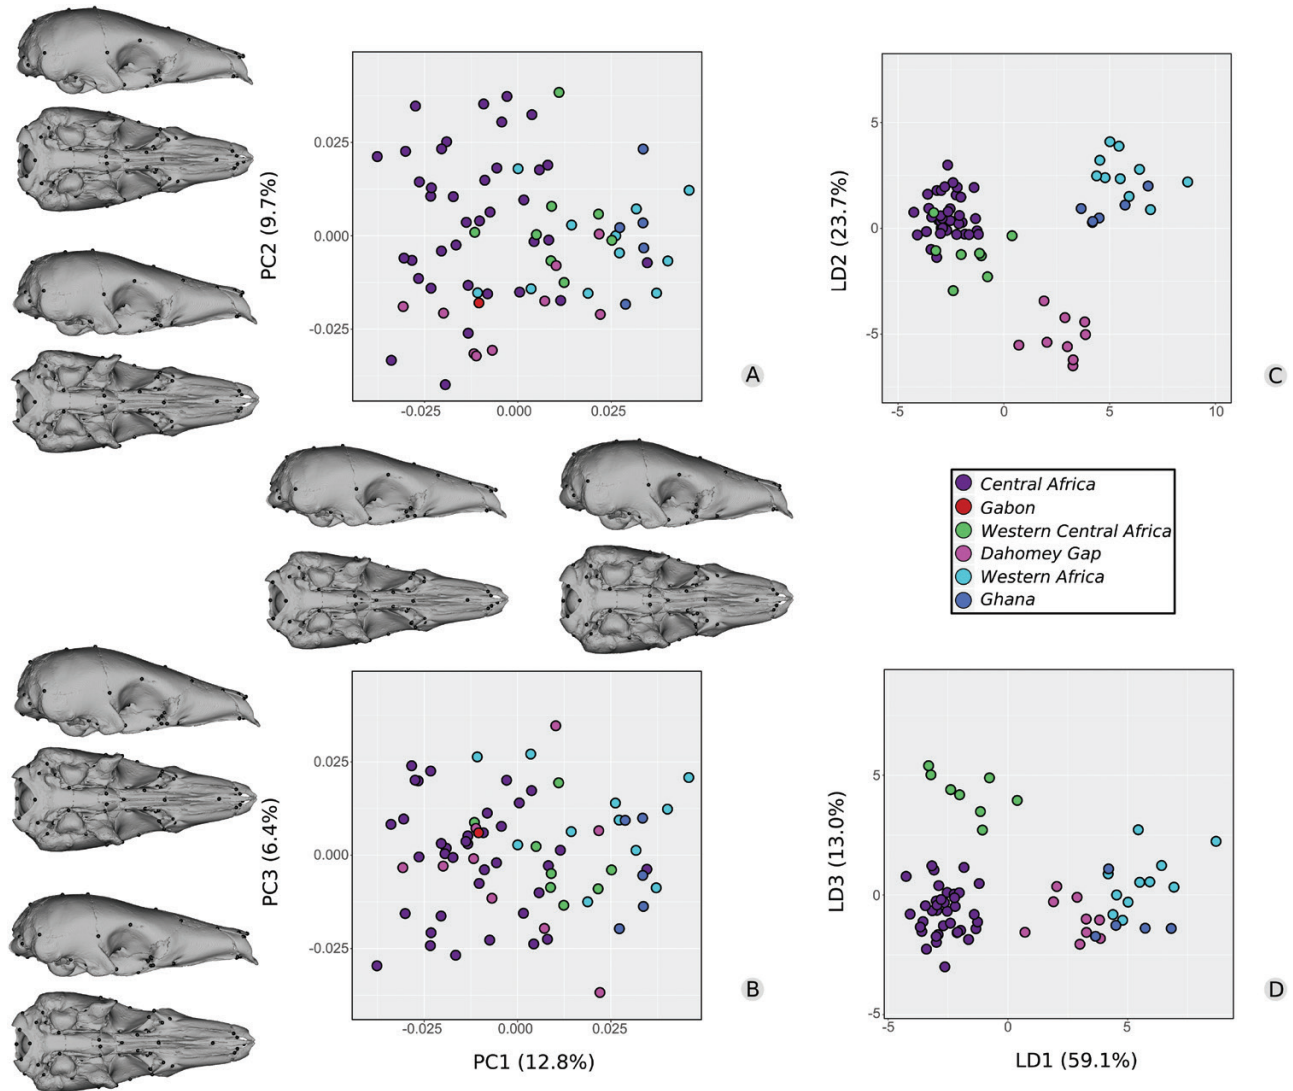 0.025
0.000
-0.025
PC2 (9.7%)
-0.025
0.000
0.025
A
5
0
-5
LD2 (23.7%)
-5
0
5
10
C
Central Africa
Gabon
Western Central Africa
Dahomey Gap
Western Africa
Ghana
0.025
0.000
-0.025
PC3 (6.4%)
-0.025
0.000
0.025
PC1 (12.8%)
B
5
0
-5
LD3 (13.0%)
-5
0
5
LD1 (59.1%)
D